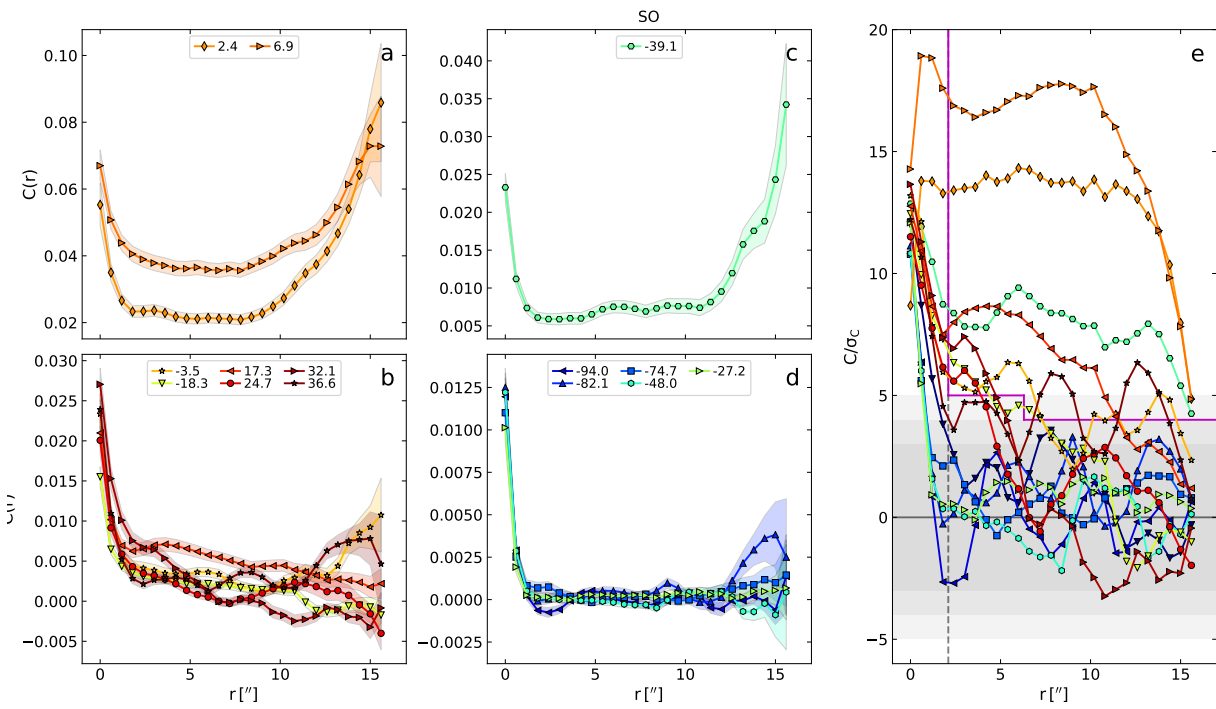 SO
a
2.4 6.9
0.10
0.08
0.06
0.04
0.02
C(r)
c
-39.1
0.040
0.035
0.030
0.025
0.020
0.015
0.010
0.005
e
20
15
10
5
0
−5
C/σC
0 5 10 15
r [″]
b
-3.5 17.3 32.1
-18.3 24.7 36.6
0.030
0.025
0.020
0.015
0.010
0.005
0.000
−0.005
C(r)
0 5 10 15
r [″]
d
-94.0 -74.7 -27.2
-82.1 -48.0
0.0125
0.0100
0.0075
0.0050
0.0025
0.0000
−0.0025
0 5 10 15
r [″]